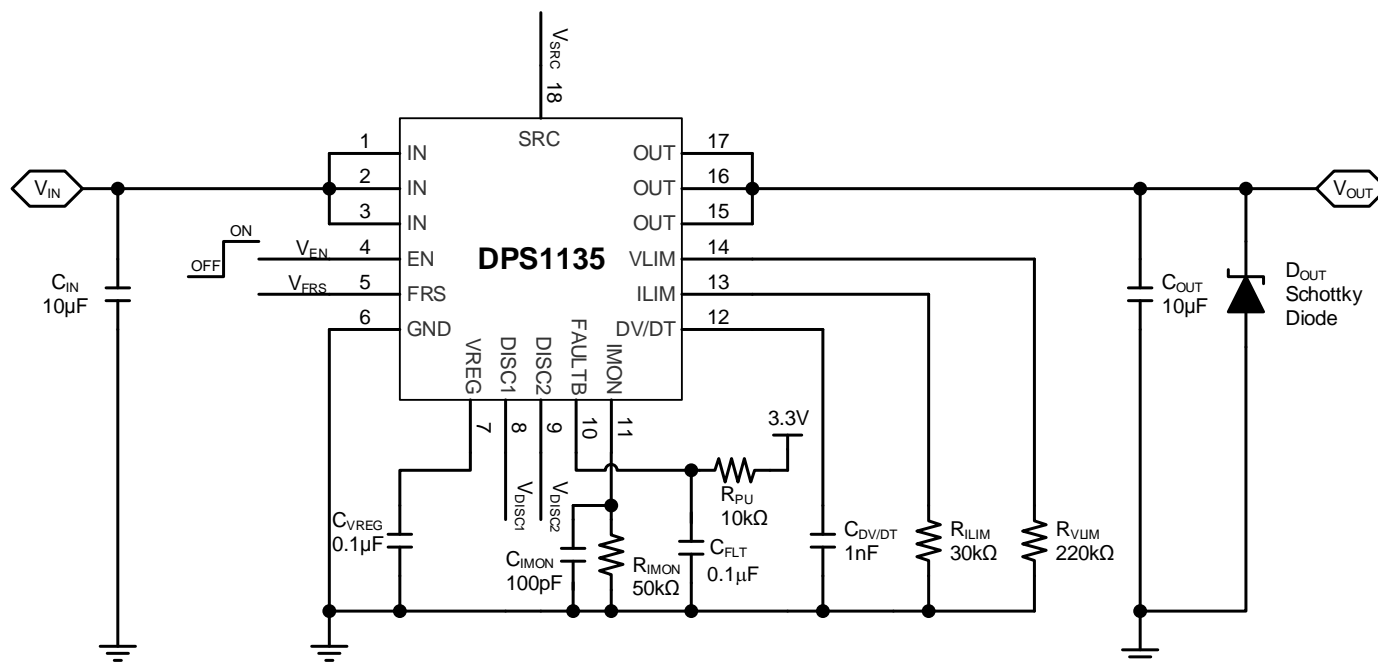 VSRC
18
SRC
1
IN
OUT
17
VIN
2
IN
OUT
16
VOUT
3
IN
OUT
15
ON
OFF
VEN
4
EN
DPS1135
VLIM
14
VFRS
5
FRS
ILIM
13
6
GND
DV/DT
12
VREG
DISC1
DISC2
FAULTB
IMON
7
8
9
10
11
CIN
10µF
COUT
10µF
DOUT
Schottky
Diode
3.3V
VDISC1
VDISC2
RPU
10kΩ
CVREG
0.1µF
CIMON
100pF
RIMON
50kΩ
CFLT
0.1µF
CDV/DT
1nF
RILIM
30kΩ
RVLIM
220kΩ